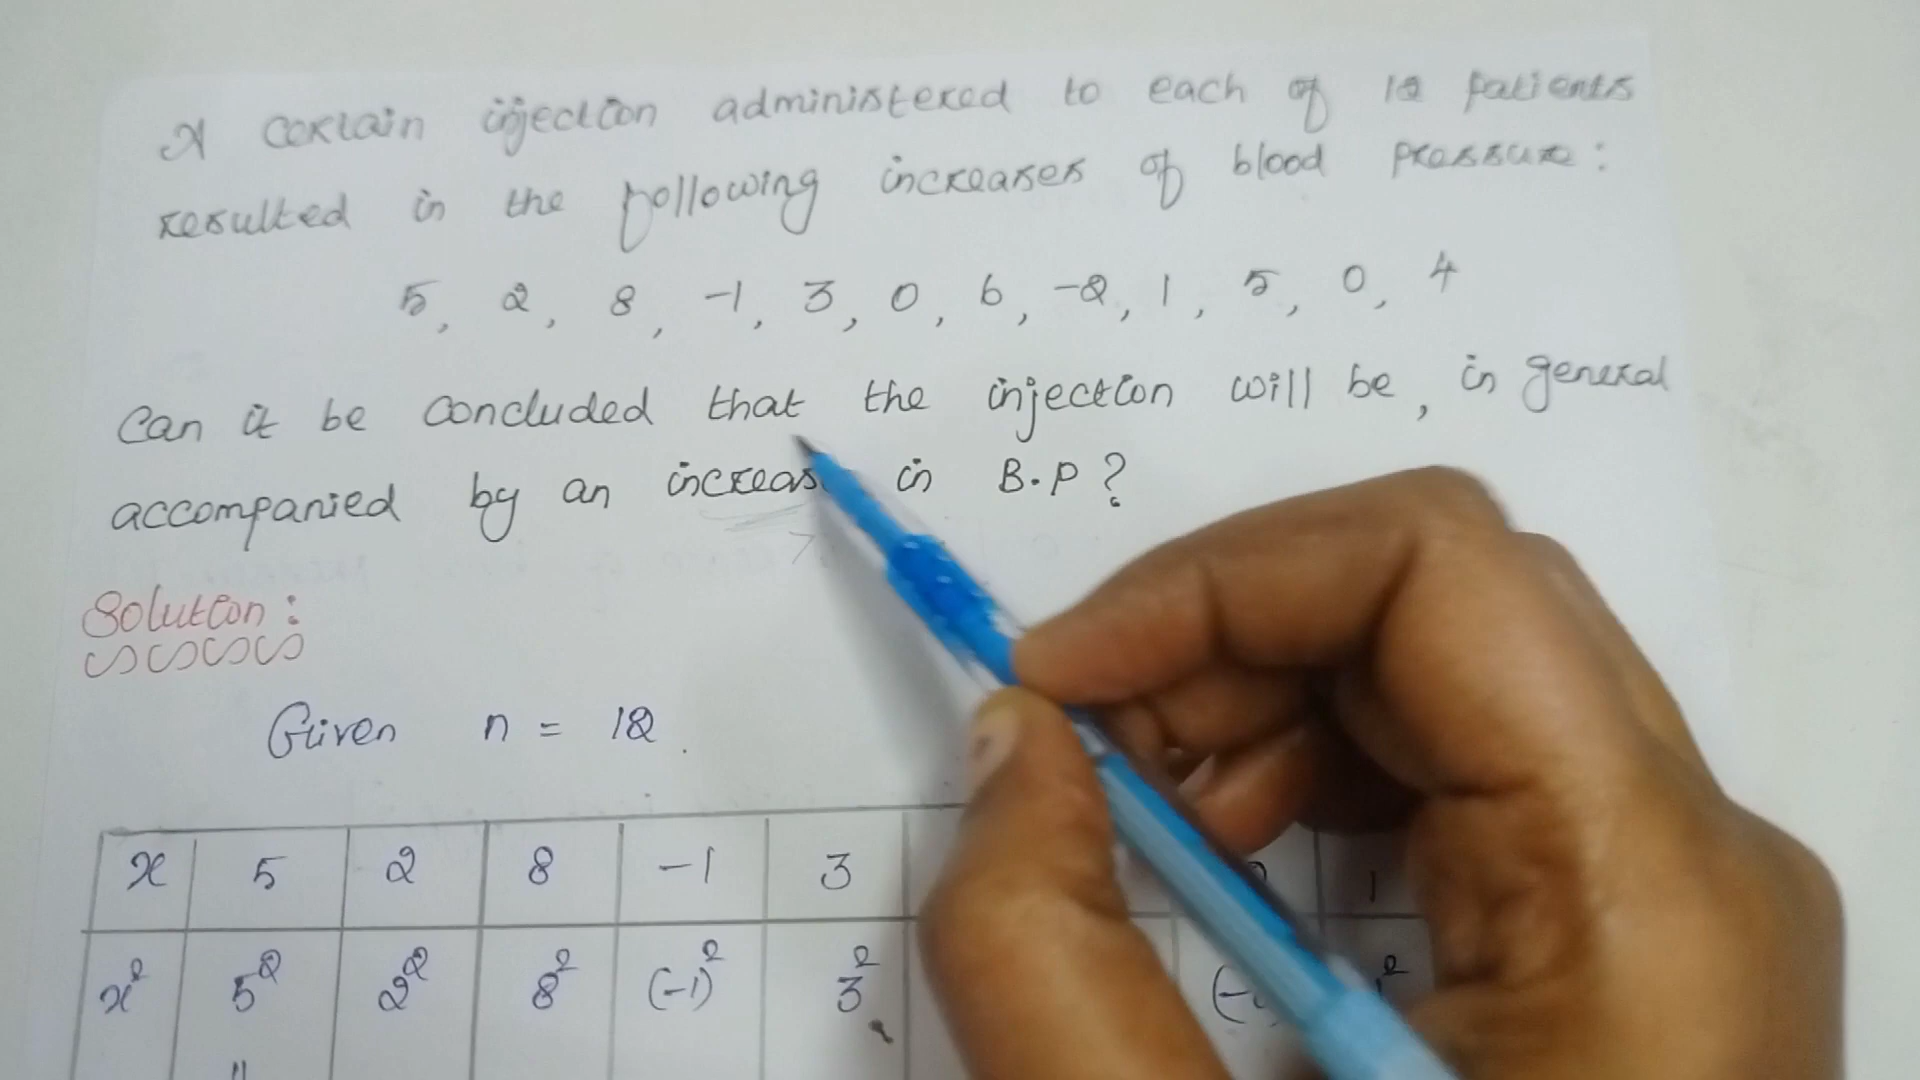 A certain injection administered to each of 12 patients
resulted in the following increases of blood pressure:
5, 2, 8, -1, 3, 0, 6, -2, 1, 5, 0, 4
Can it be concluded that the injection will be, in general
accompanied by an increas in B.P?
Solution:
Given n = 12.
x 5 2 8 -1 3 1
x² 5² 2² 8² (-1)² 3²